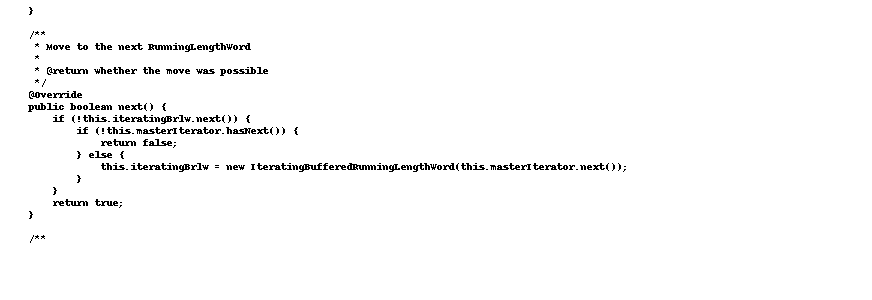 }

/**
 * Move to the next RunningLengthWord
 *
 * @return whether the move was possible
 */
@Override
public boolean next() {
    if (!this.iteratingBrlw.next()) {
        if (!this.masterIterator.hasNext()) {
            return false;
        } else {
            this.iteratingBrlw = new IteratingBufferedRunningLengthWord(this.masterIterator.next());
        }
    }
    return true;
}

/**